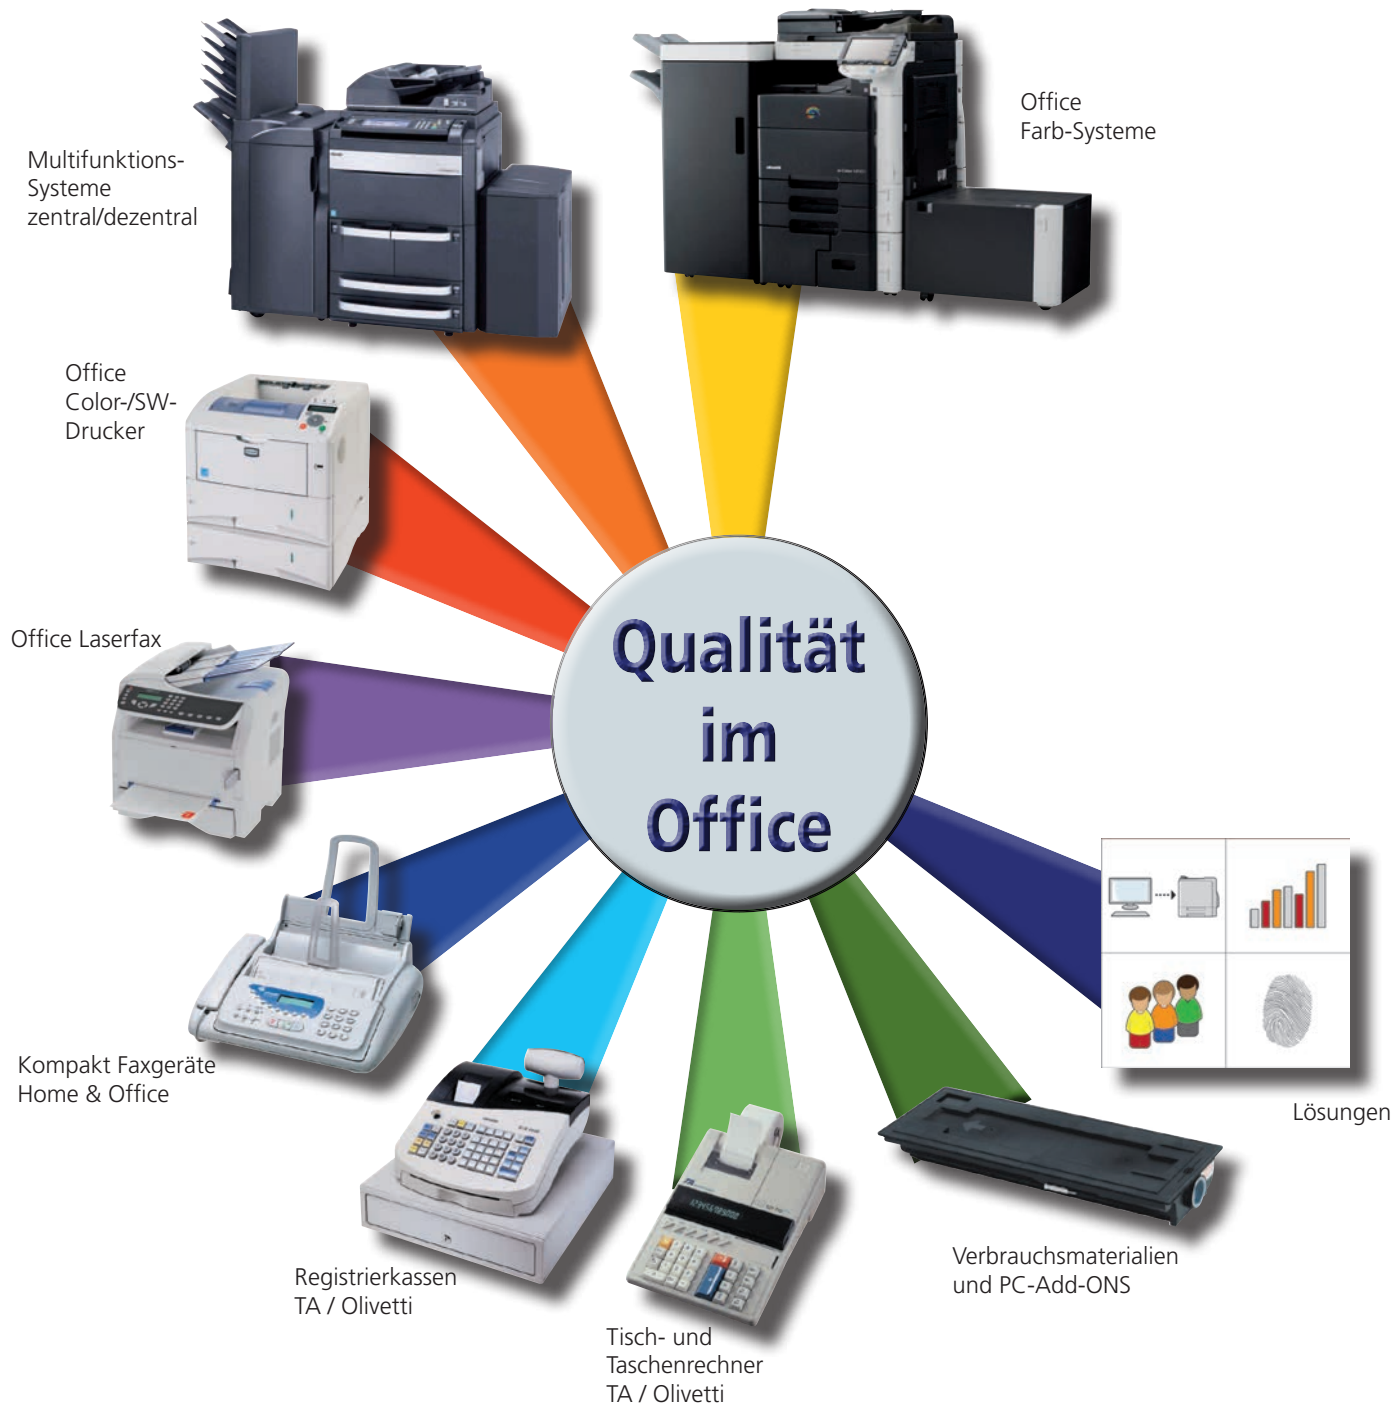 Office
Farb-Systeme
Multifunktions-
Systeme
zentral/dezentral
Office
Color-/SW-
Drucker
Office Laserfax
Qualität
im
Office
Kompakt Faxgeräte
Home & Office
Lösungen
Registrierkassen
TA / Olivetti
Verbrauchsmaterialien
und PC-Add-ONS
Tisch- und
Taschenrechner
TA / Olivetti